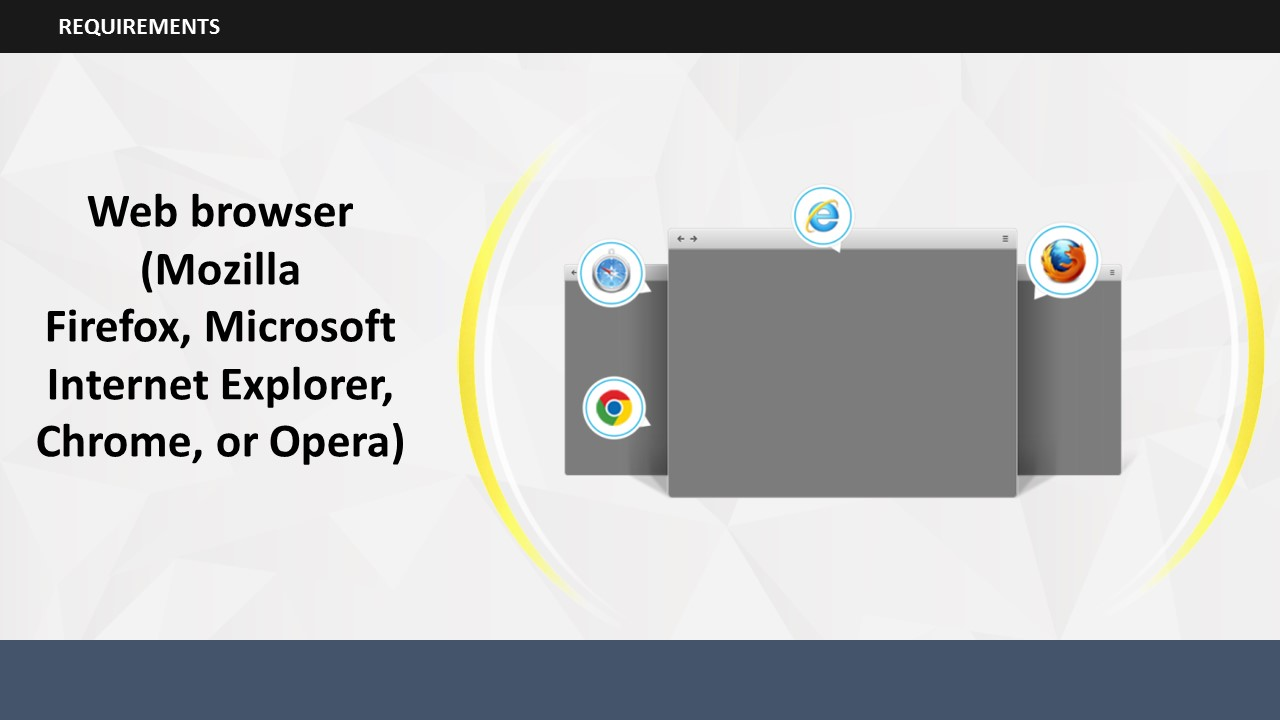 REQUIREMENTS
Web browser
(Mozilla
Firefox, Microsoft
Internet Explorer,
Chrome, or Opera)